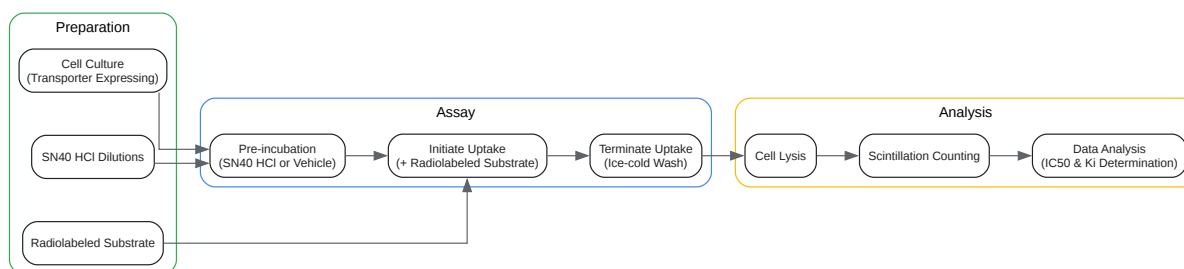 Preparation
Cell Culture
(Transporter Expressing)
SN40 HCl Dilutions
Radiolabeled Substrate
Assay
Pre-incubation
(SN40 HCl or Vehicle)
Initiate Uptake
(+ Radiolabeled Substrate)
Terminate Uptake
(Ice-cold Wash)
Analysis
Cell Lysis
Scintillation Counting
Data Analysis
(IC50 & Ki Determination)